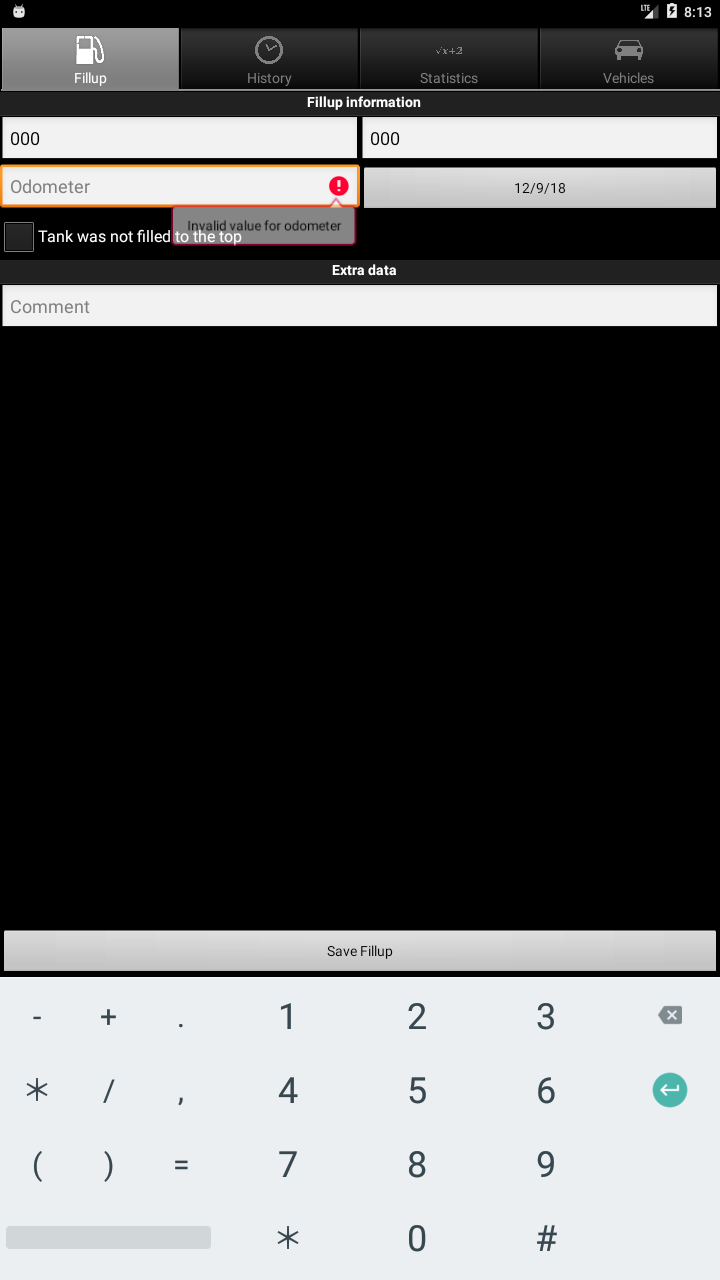 LTE 8:13
√x+2
Fillup History Statistics Vehicles
Fillup information
000 000
Odometer 12/9/18
Invalid value for odometer
Tank was not filled to the top
Extra data
Comment
Save Fillup
- + . 1 2 3
* / , 4 5 6
( ) = 7 8 9
* 0 #